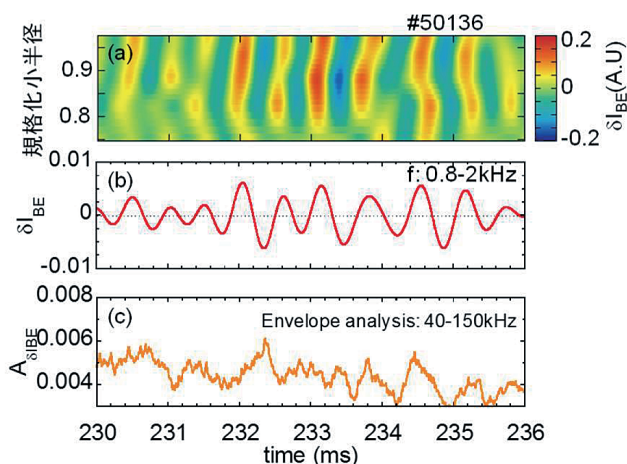 #50136
(a)
規格化小半径
0.9
0.8
0.2
0
-0.2
δI_BE(A.U)
(b)
f: 0.8-2kHz
δI_BE
0.01
0
-0.01
(c)
Envelope analysis: 40-150kHz
A_δIBE
0.008
0.006
0.004
230 231 232 233 234 235 236
time (ms)